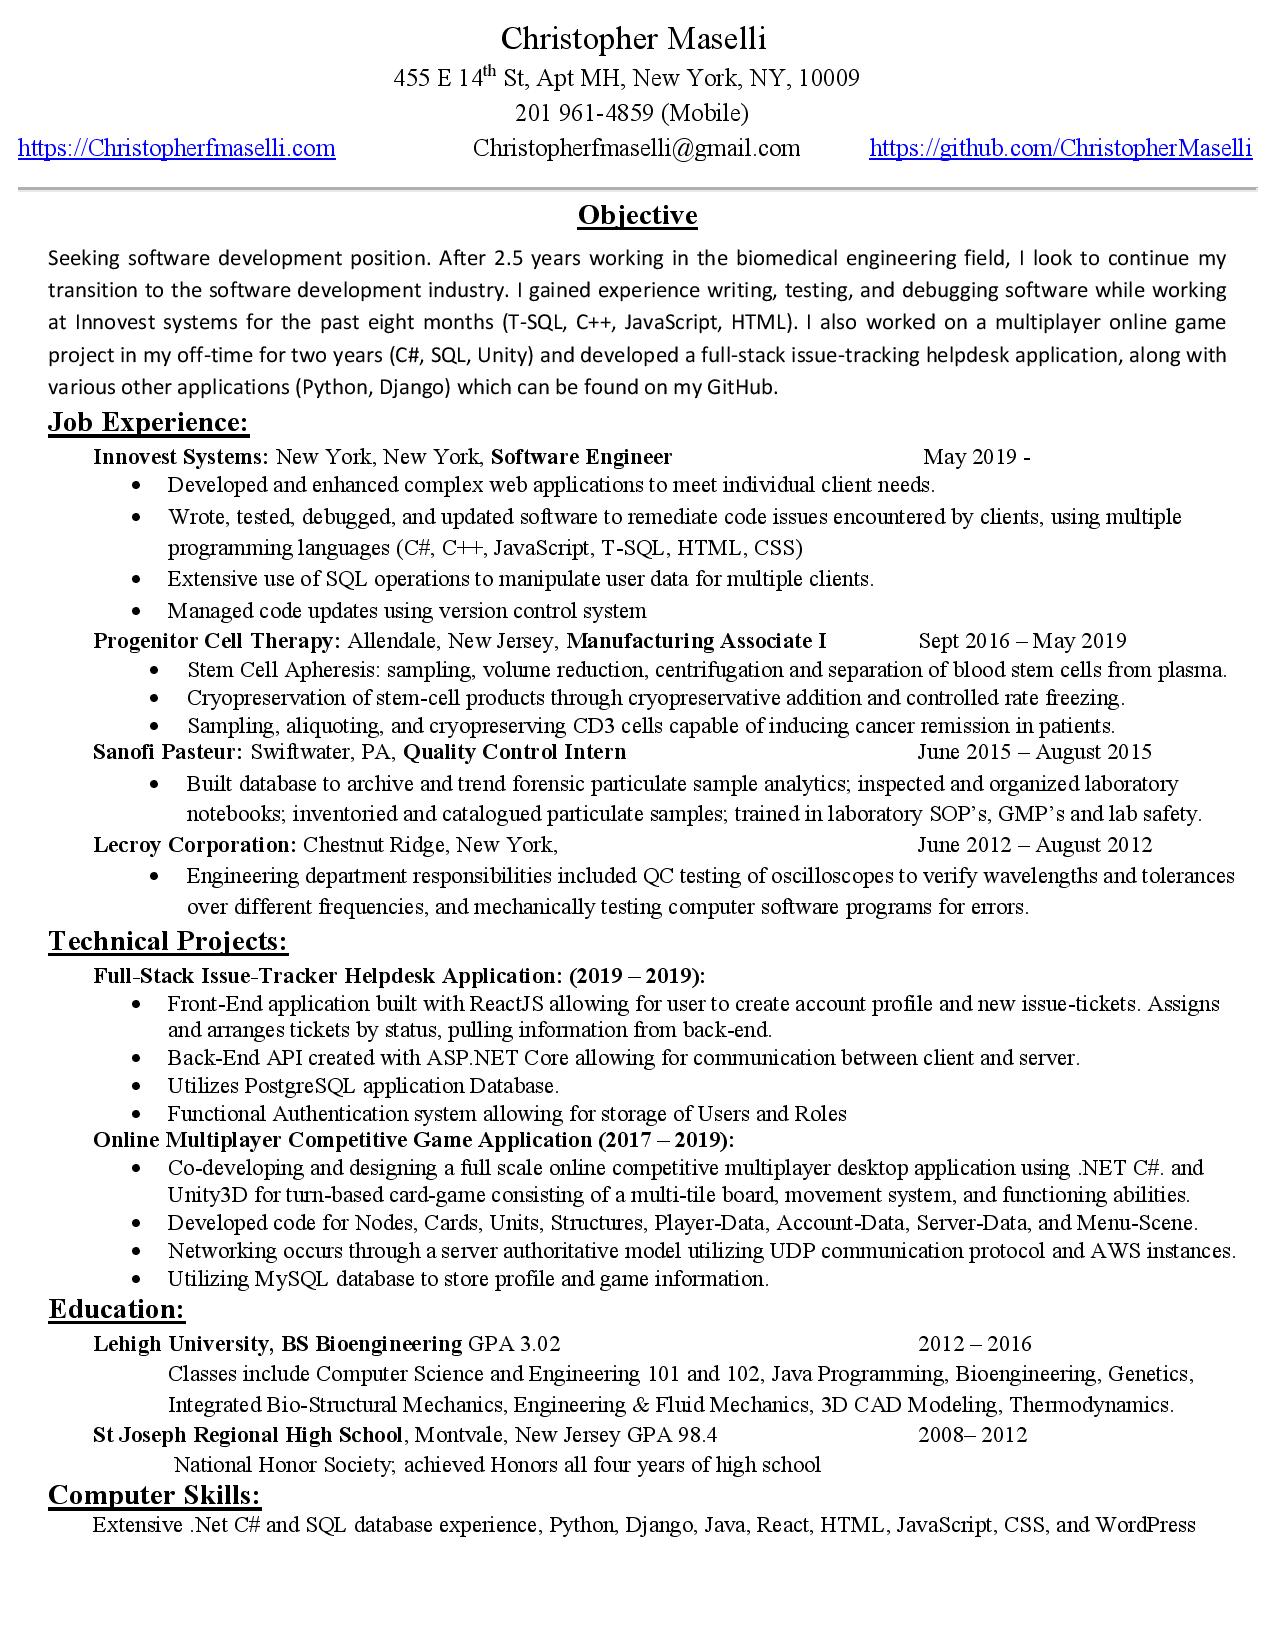 Christopher Maselli
455 E 14th St, Apt MH, New York, NY, 10009
201 961-4859 (Mobile)
https://Christopherfmaselli.com Christopherfmaselli@gmail.com https://github.com/ChristopherMaselli
Objective
Seeking software development position. After 2.5 years working in the biomedical engineering field, I look to continue my
transition to the software development industry. I gained experience writing, testing, and debugging software while working
at Innovest systems for the past eight months (T-SQL, C++, JavaScript, HTML). I also worked on a multiplayer online game
project in my off-time for two years (C#, SQL, Unity) and developed a full-stack issue-tracking helpdesk application, along with
various other applications (Python, Django) which can be found on my GitHub.
Job Experience:
Innovest Systems: New York, New York, Software Engineer May 2019 -
• Developed and enhanced complex web applications to meet individual client needs.
• Wrote, tested, debugged, and updated software to remediate code issues encountered by clients, using multiple
programming languages (C#, C++, JavaScript, T-SQL, HTML, CSS)
• Extensive use of SQL operations to manipulate user data for multiple clients.
• Managed code updates using version control system
Progenitor Cell Therapy: Allendale, New Jersey, Manufacturing Associate I Sept 2016 – May 2019
• Stem Cell Apheresis: sampling, volume reduction, centrifugation and separation of blood stem cells from plasma.
• Cryopreservation of stem-cell products through cryopreservative addition and controlled rate freezing.
• Sampling, aliquoting, and cryopreserving CD3 cells capable of inducing cancer remission in patients.
Sanofi Pasteur: Swiftwater, PA, Quality Control Intern June 2015 – August 2015
• Built database to archive and trend forensic particulate sample analytics; inspected and organized laboratory
notebooks; inventoried and catalogued particulate samples; trained in laboratory SOP’s, GMP’s and lab safety.
Lecroy Corporation: Chestnut Ridge, New York, June 2012 – August 2012
• Engineering department responsibilities included QC testing of oscilloscopes to verify wavelengths and tolerances
over different frequencies, and mechanically testing computer software programs for errors.
Technical Projects:
Full-Stack Issue-Tracker Helpdesk Application: (2019 – 2019):
• Front-End application built with ReactJS allowing for user to create account profile and new issue-tickets. Assigns
and arranges tickets by status, pulling information from back-end.
• Back-End API created with ASP.NET Core allowing for communication between client and server.
• Utilizes PostgreSQL application Database.
• Functional Authentication system allowing for storage of Users and Roles
Online Multiplayer Competitive Game Application (2017 – 2019):
• Co-developing and designing a full scale online competitive multiplayer desktop application using .NET C#. and
Unity3D for turn-based card-game consisting of a multi-tile board, movement system, and functioning abilities.
• Developed code for Nodes, Cards, Units, Structures, Player-Data, Account-Data, Server-Data, and Menu-Scene.
• Networking occurs through a server authoritative model utilizing UDP communication protocol and AWS instances.
• Utilizing MySQL database to store profile and game information.
Education:
Lehigh University, BS Bioengineering GPA 3.02 2012 – 2016
Classes include Computer Science and Engineering 101 and 102, Java Programming, Bioengineering, Genetics,
Integrated Bio-Structural Mechanics, Engineering & Fluid Mechanics, 3D CAD Modeling, Thermodynamics.
St Joseph Regional High School, Montvale, New Jersey GPA 98.4 2008– 2012
National Honor Society; achieved Honors all four years of high school
Computer Skills:
Extensive .Net C# and SQL database experience, Python, Django, Java, React, HTML, JavaScript, CSS, and WordPress